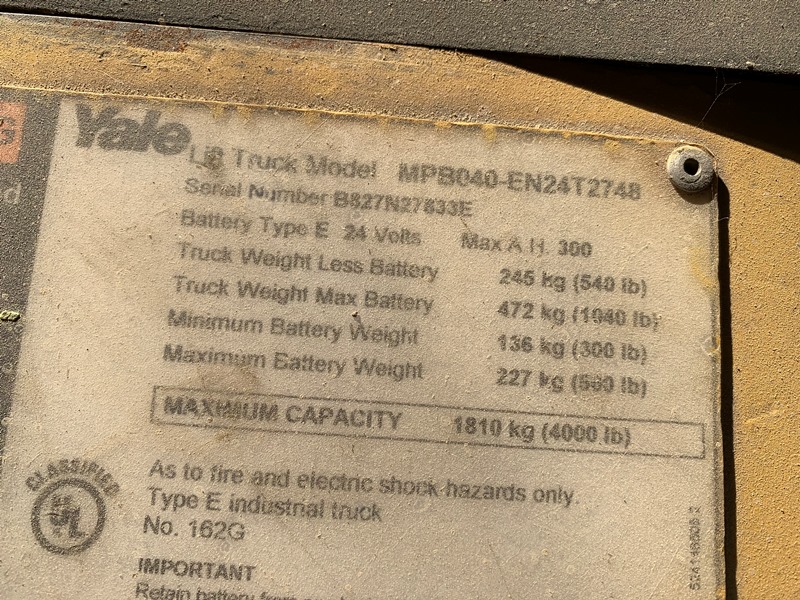 Yale
Lift Truck Model MPB040-EN24T2748
Serial Number B827N27833E
Battery Type E 24 Volts Max A.H. 300
Truck Weight Less Battery 245 kg (540 lb)
Truck Weight Max Battery 472 kg (1040 lb)
Minimum Battery Weight 136 kg (300 lb)
Maximum Battery Weight 227 kg (500 lb)
MAXIMUM CAPACITY 1810 kg (4000 lb)
CLASSIFIED
UL
As to fire and electric shock hazards only.
Type E industrial truck
No. 162G
IMPORTANT
Retain battery from